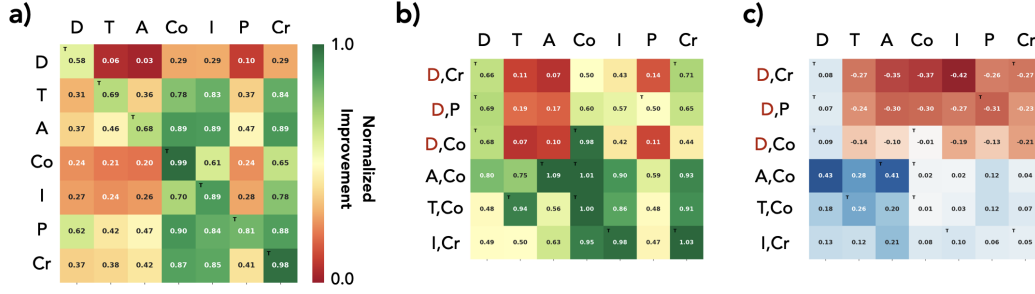 a)
D T A Co I P Cr
D T 0.58 0.06 0.03 0.29 0.29 0.10 0.29
T 0.31 T 0.69 0.36 0.78 0.83 0.37 0.84
A 0.37 0.46 T 0.68 0.89 0.89 0.47 0.89
Co 0.24 0.21 0.20 T 0.99 0.61 0.24 0.65
I 0.27 0.24 0.26 0.70 T 0.89 0.28 0.78
P 0.62 0.42 0.47 0.90 0.84 T 0.81 0.88
Cr 0.37 0.38 0.42 0.87 0.85 0.41 T 0.98
1.0
Normalized
Improvement
0.0
b)
D T A Co I P Cr
D,Cr T 0.66 0.11 0.07 0.50 0.43 0.14 T 0.71
D,P T 0.69 0.19 0.17 0.60 0.57 T 0.50 0.65
D,Co T 0.68 0.07 0.10 T 0.98 0.42 0.11 0.44
A,Co 0.80 0.75 T 1.09 T 1.01 0.90 0.59 0.93
T,Co 0.48 T 0.94 0.56 T 1.00 0.86 0.48 0.91
I,Cr 0.49 0.50 0.63 0.95 T 0.98 0.47 T 1.03
c)
D T A Co I P Cr
D,Cr T 0.08 -0.27 -0.35 -0.37 -0.42 -0.26 T -0.27
D,P T 0.07 -0.24 -0.30 -0.30 -0.27 T -0.31 -0.23
D,Co T 0.09 -0.14 -0.10 T -0.01 -0.19 -0.13 -0.21
A,Co 0.43 0.28 T 0.41 T 0.02 0.02 0.12 0.04
T,Co 0.18 T 0.26 0.20 T 0.01 0.03 0.12 0.07
I,Cr 0.13 0.12 0.21 0.08 T 0.10 0.06 T 0.05